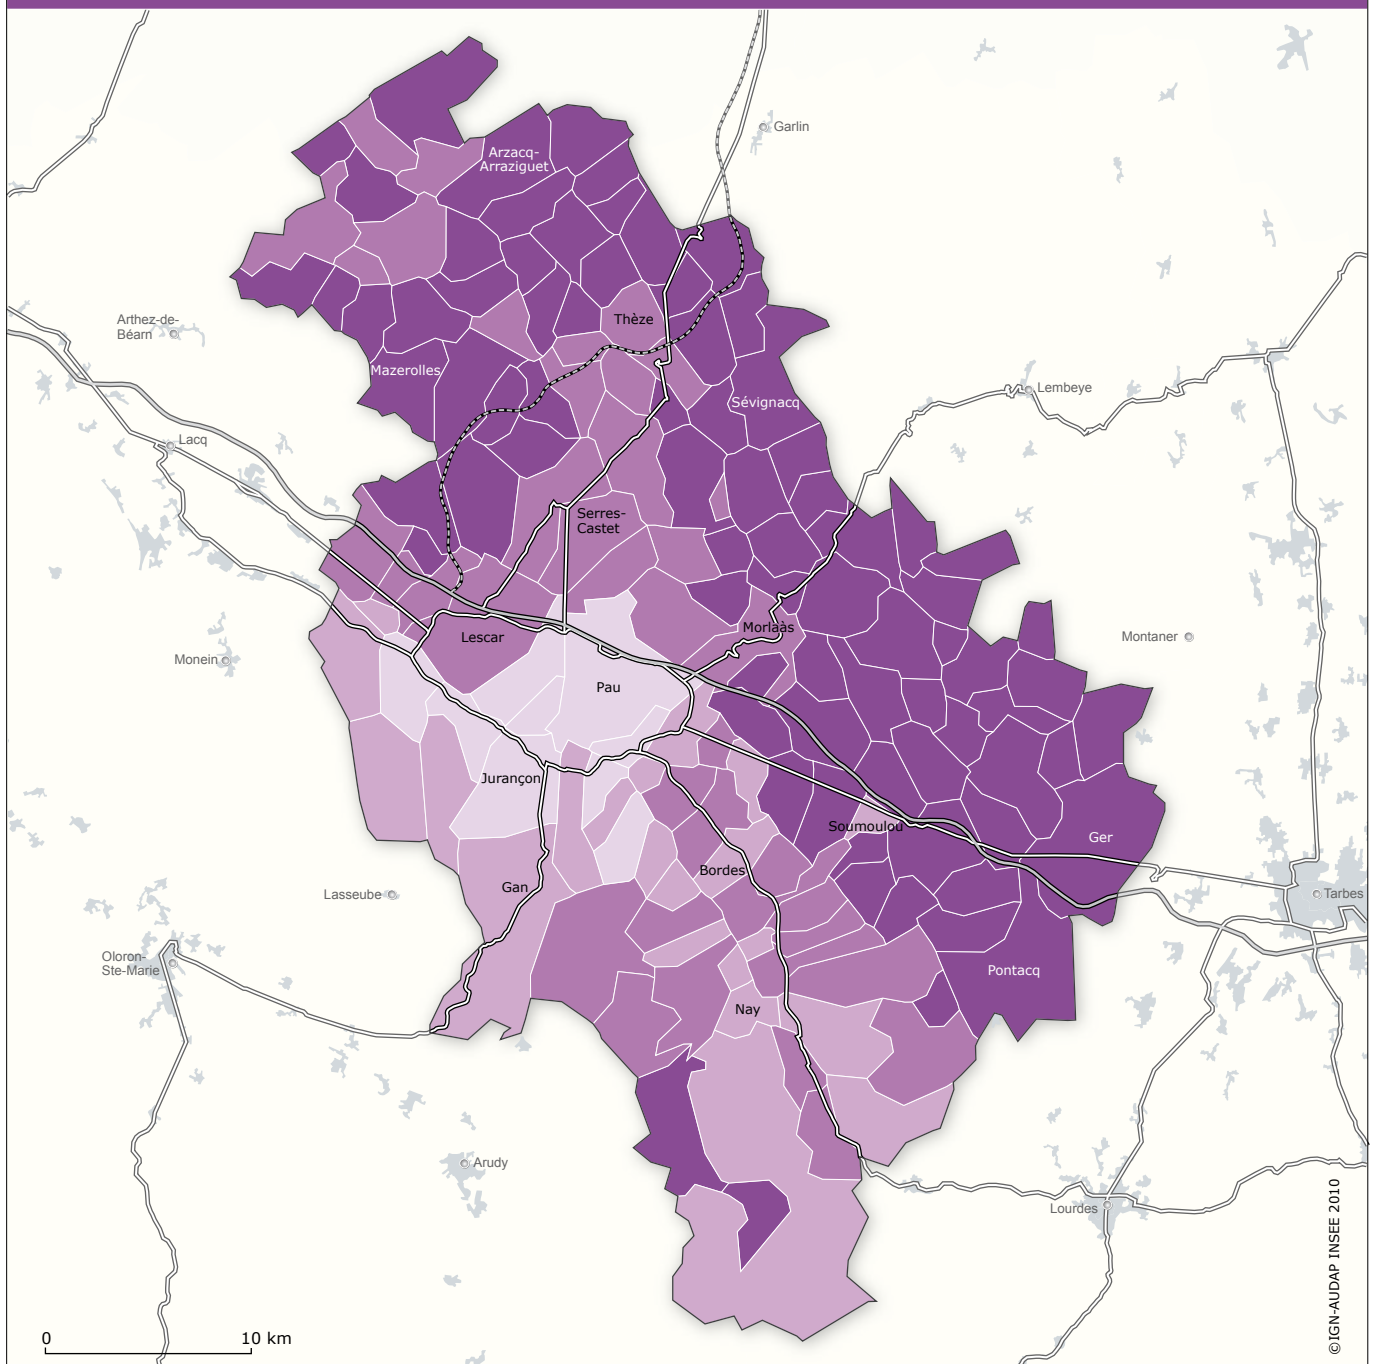 Garlin
Arzacq-
Arraziguet
Arthez-de-
Béarn
Thèze
Mazerolles
Lembeye
Sévignacq
Lacq
Serres-
Castet
Morlaàs
Lescar
Montaner
Monein
Pau
Jurançon
Soumoulou
Ger
Bordes
Gan
Lasseube
Tarbes
Oloron-
Ste-Marie
Pontacq
Nay
Arudy
Lourdes
©IGN-AUDAP INSEE 2010
0 10 km